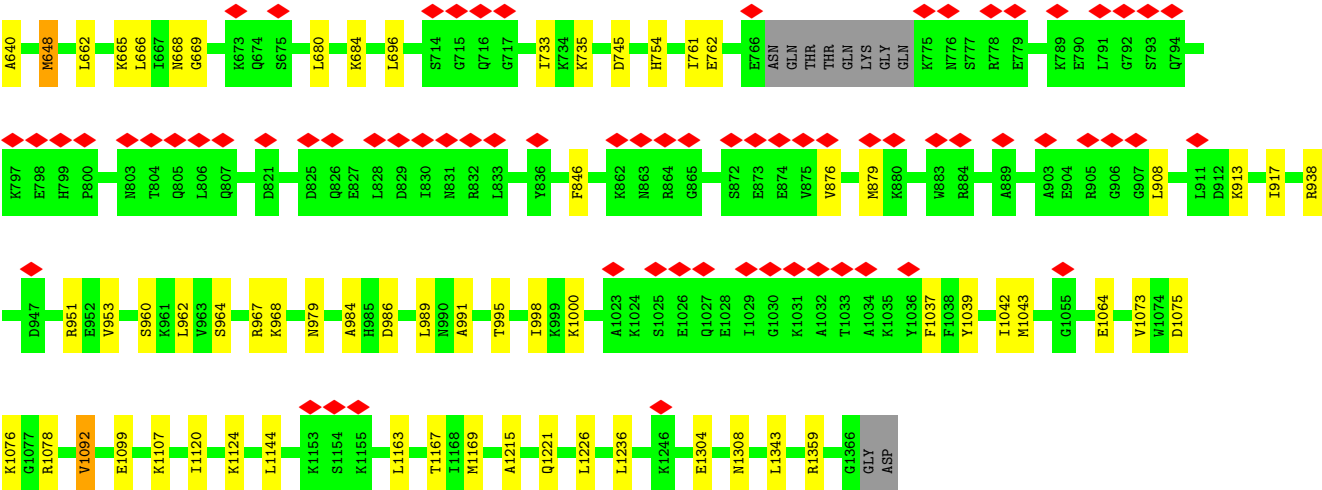 A640 M648 L662 K665 L666 I667 N668 G669 K673 Q674 S675 L680 K684 L696 S714 G715 Q716 G717 I733 K734 K735 D745 H754 I761 E762 E766 ASN GLN THR THR GLN LYS GLY GLN K775 N776 S777 R778 E779 K789 E790 L791 G792 S793 Q794
K797 E798 H799 P800 N803 T804 Q805 L806 Q807 D821 D825 Q826 E827 L828 D829 I830 N831 R832 L833 Y836 F846 K862 N863 R864 G865 S872 E873 E874 V875 V876 M879 K880 W883 R884 A889 A903 E904 R905 G906 G907 L908 L911 D912 K913 I917 R938
D947 R951 E952 V953 S960 K961 L962 V963 S964 R967 K968 N979 A984 H985 D986 L989 N990 A991 T995 I998 K999 K1000 A1023 K1024 S1025 E1026 Q1027 E1028 I1029 G1030 K1031 A1032 T1033 A1034 K1035 Y1036 F1037 F1038 Y1039 I1042 M1043 G1055 E1064 V1073 W1074 D1075
K1076 G1077 R1078 V1092 E1099 K1107 I1120 K1124 L1144 K1153 S1154 K1155 L1163 T1167 I1168 M1169 A1215 Q1221 L1226 L1236 K1246 E1304 N1308 L1343 R1359 G1366 GLY ASP